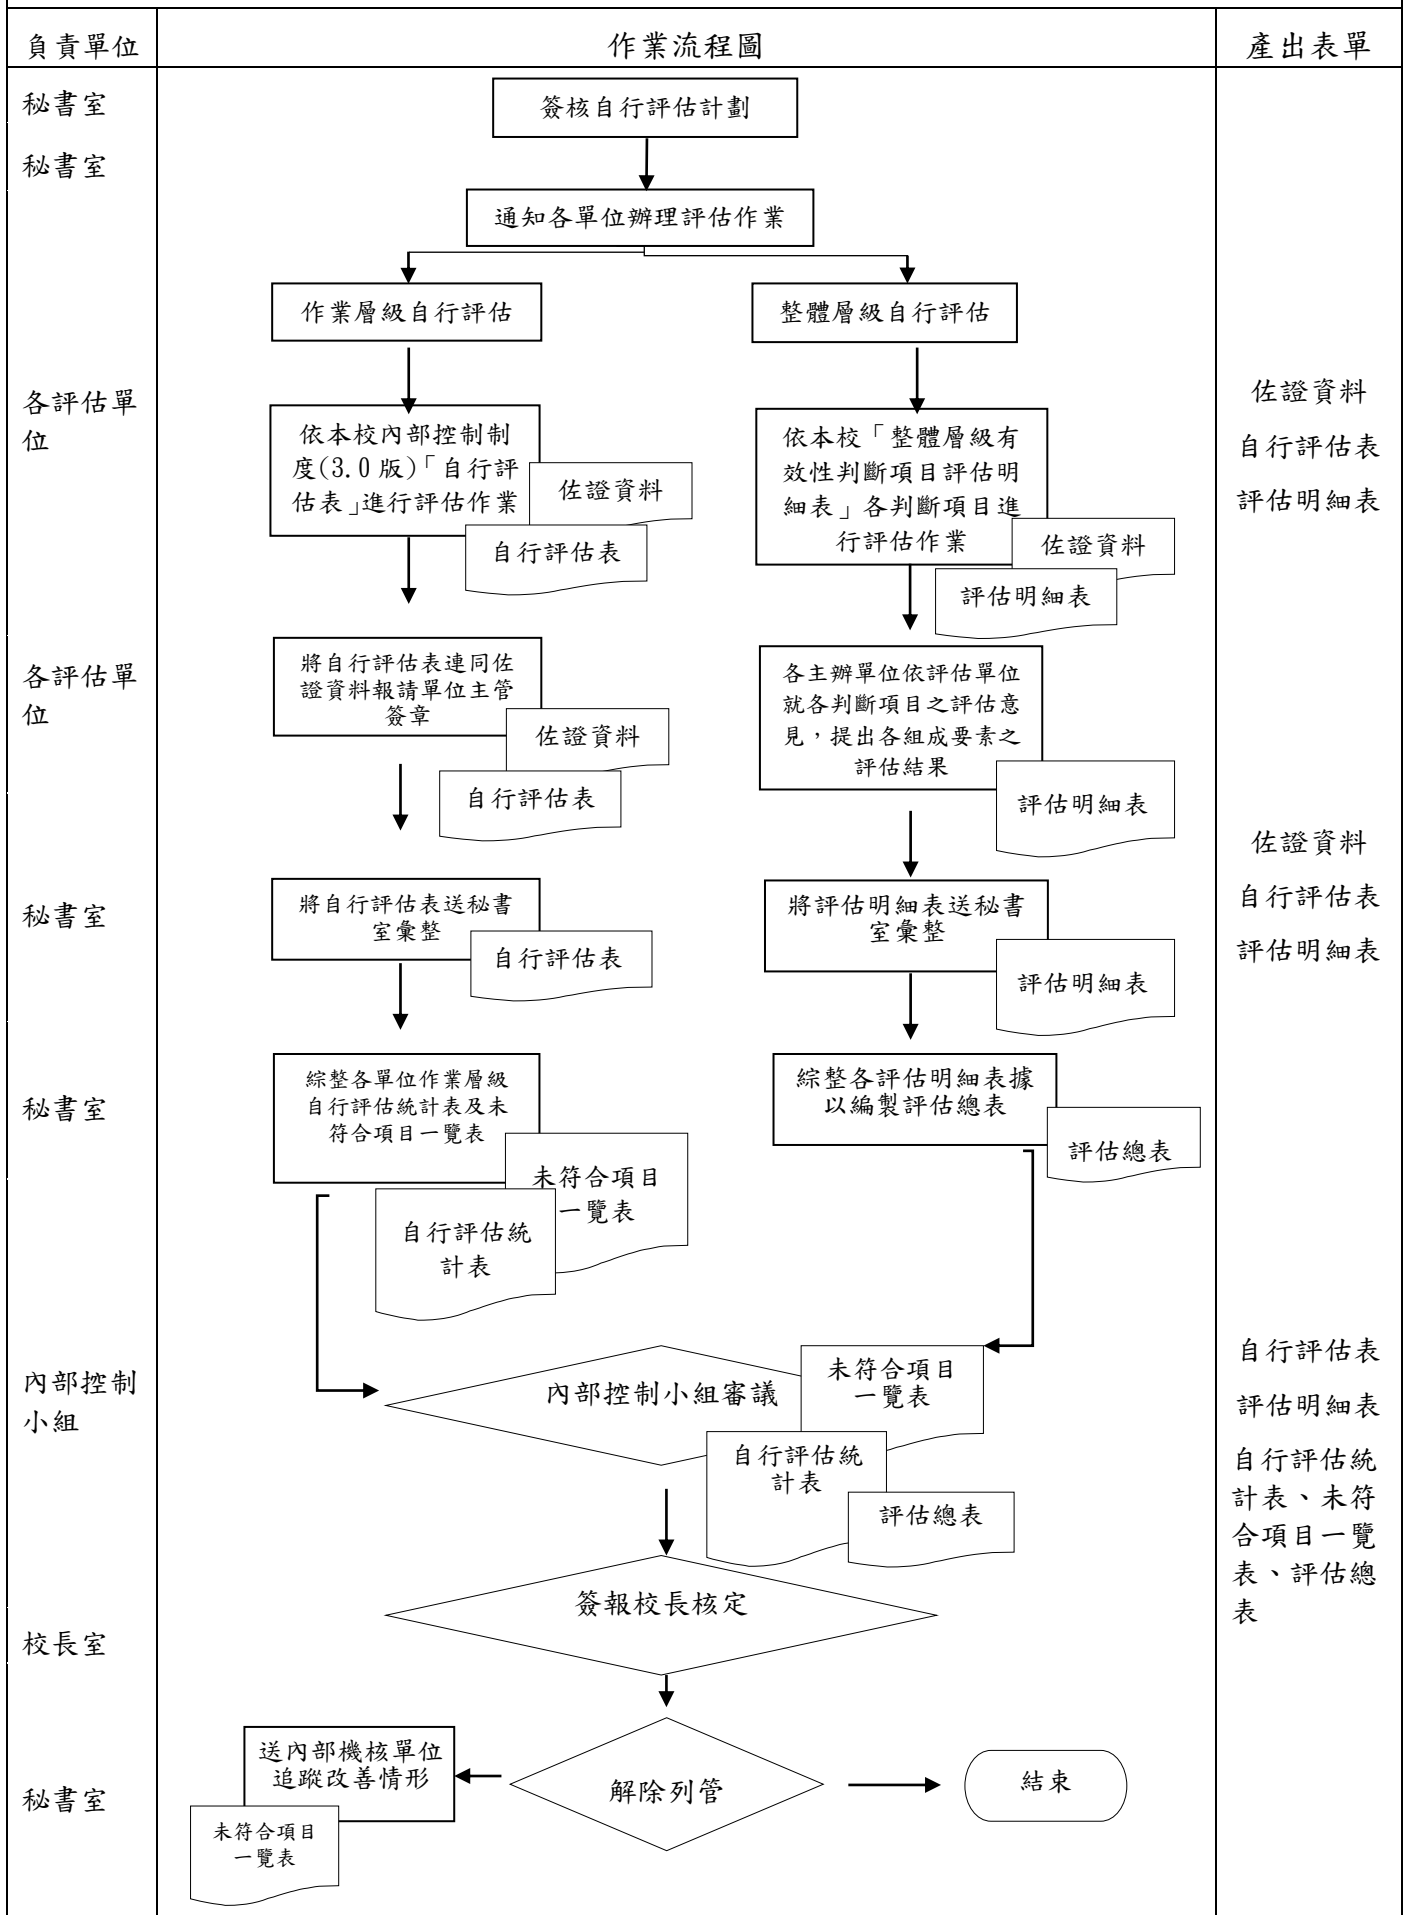 負責單位
作業流程圖
產出表單
秘書室
簽核自行評估計劃
秘書室
通知各單位辦理評估作業
作業層級自行評估
整體層級自行評估
各評估單
位
依本校內部控制制
度(3.0 版)「自行評
估表」進行評估作業
佐證資料
自行評估表
依本校「整體層級有
效性判斷項目評估明
細表」各判斷項目進
行評估作業
佐證資料
評估明細表
佐證資料
自行評估表
評估明細表
各評估單
位
將自行評估表連同佐
證資料報請單位主管
簽章
佐證資料
自行評估表
各主辦單位依評估單位
就各判斷項目之評估意
見，提出各組成要素之
評估結果
評估明細表
佐證資料
自行評估表
評估明細表
秘書室
將自行評估表送秘書
室彙整
自行評估表
將評估明細表送秘書
室彙整
評估明細表
秘書室
綜整各單位作業層級
自行評估統計表及未
符合項目一覽表
未符合項目
一覽表
自行評估統
計表
綜整各評估明細表據
以編製評估總表
評估總表
內部控制
小組
內部控制小組審議
未符合項目
一覽表
自行評估統
計表
評估總表
自行評估表
評估明細表
自行評估統
計表、未符
合項目一覽
表、評估總
表
校長室
簽報校長核定
秘書室
送內部機核單位
追蹤改善情形
未符合項目
一覽表
解除列管
結束